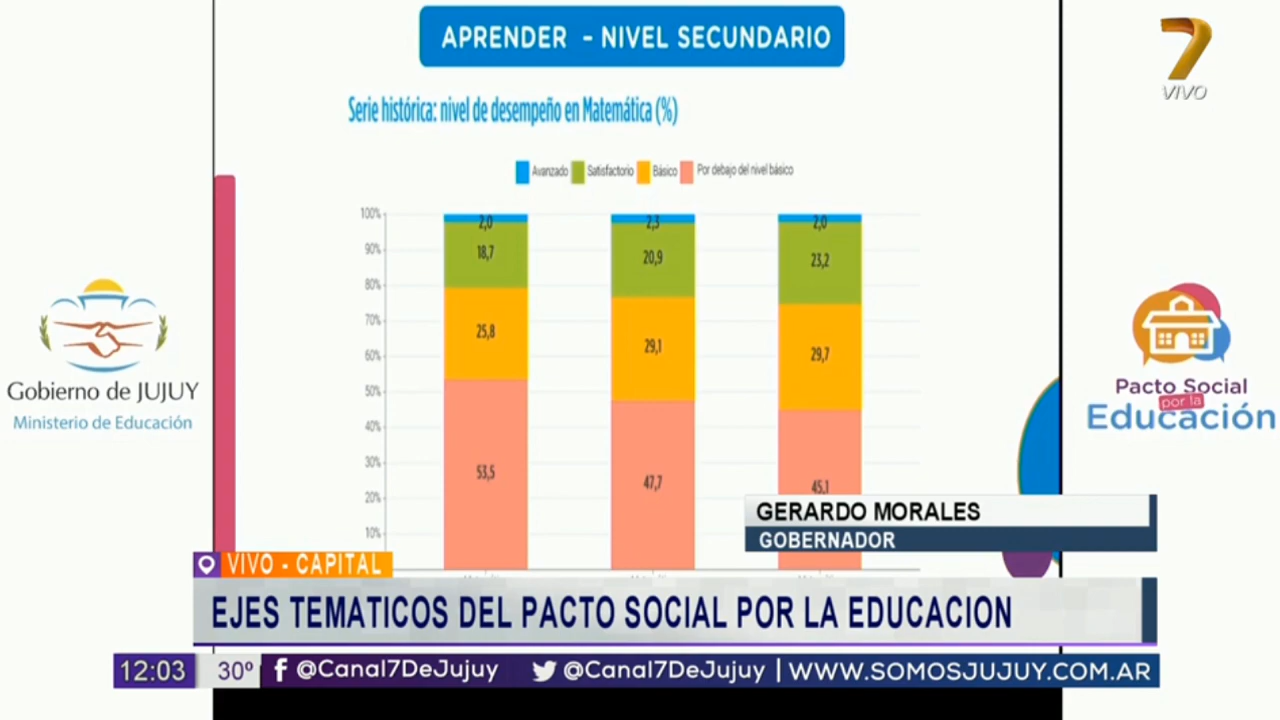 APRENDER - NIVEL SECUNDARIO
7
VIVO
Serie histórica: nivel de desempeño en Matemática (%)
Avanzado Satisfactorio Básico Por debajo del nivel básico
100%
90%
80%
70%
60%
50%
40%
30%
20%
10%
2,0
18,7
25,8
53,5
2,3
20,9
29,1
47,7
2,0
23,2
29,7
45,1
Gobierno de JUJUY
Ministerio de Educación
Pacto Social
por la
Educación
GERARDO MORALES
GOBERNADOR
VIVO - CAPITAL
EJES TEMATICOS DEL PACTO SOCIAL POR LA EDUCACION
12:03 30º @Canal7DeJujuy @Canal7DeJujuy | WWW.SOMOSJUJUY.COM.AR